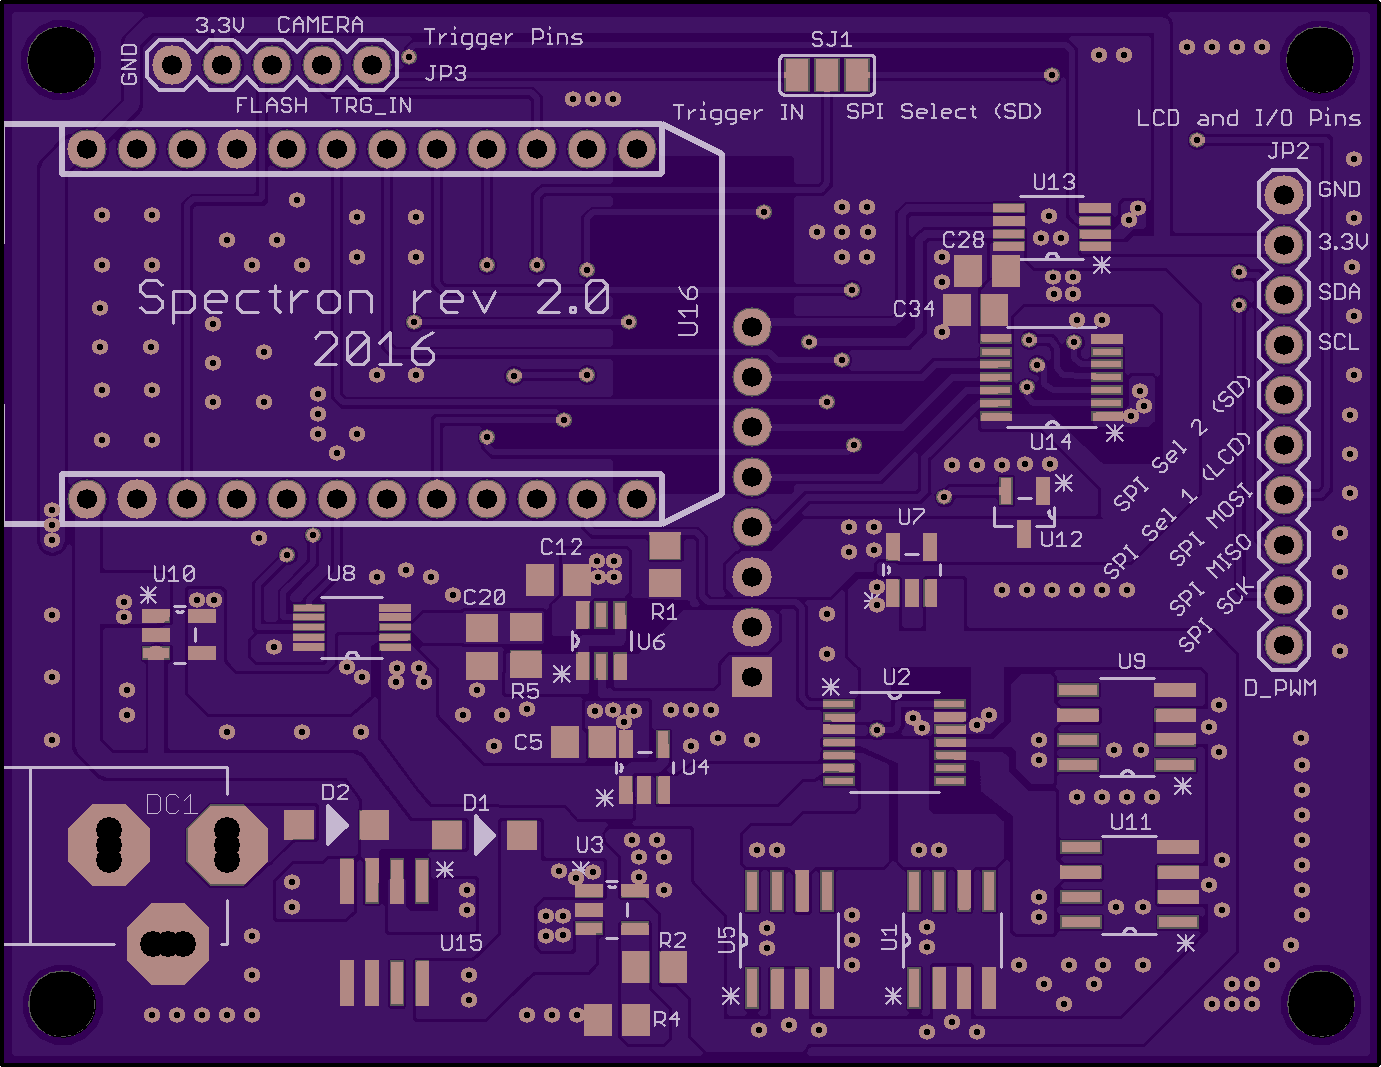 3.3V CAMERA
GND
Trigger Pins
JP3
FLASH TRG_IN
SJ1
Trigger IN
SPI Select (SD)
LCD and I/O Pins
JP2
GND
3.3V
SDA
SCL
SPI Sel 2 (SD)
SPI Sel 1 (LCD)
SPI MOSI
SPI MISO
SPI SCK
D_PWM
U13
C28
C34
U14
U12
U7
Spectron rev 2.0
2016
U16
U10
U8
C12
R1
C20
U6
R5
C5
U4
U2
U9
DC1
D2
D1
U3
U11
U15
R2
R4
U5
U1